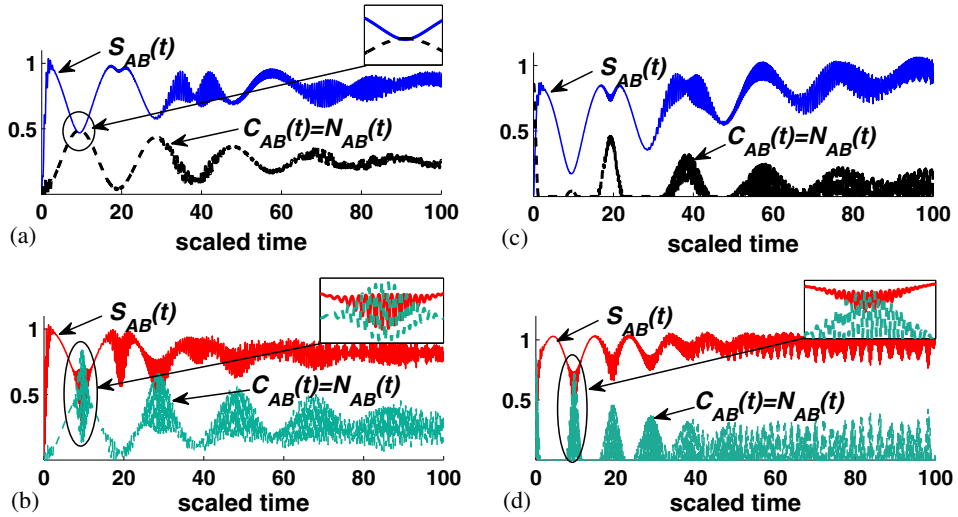 1
0.5
S_AB(t)
C_AB(t)=N_AB(t)
0 20 40 60 80 100
(a) scaled time
1
0.5
S_AB(t)
C_AB(t)=N_AB(t)
0 20 40 60 80 100
(c) scaled time
1
0.5
S_AB(t)
C_AB(t)=N_AB(t)
0 20 40 60 80 100
(b) scaled time
1
0.5
S_AB(t)
C_AB(t)=N_AB(t)
0 20 40 60 80 100
(d) scaled time